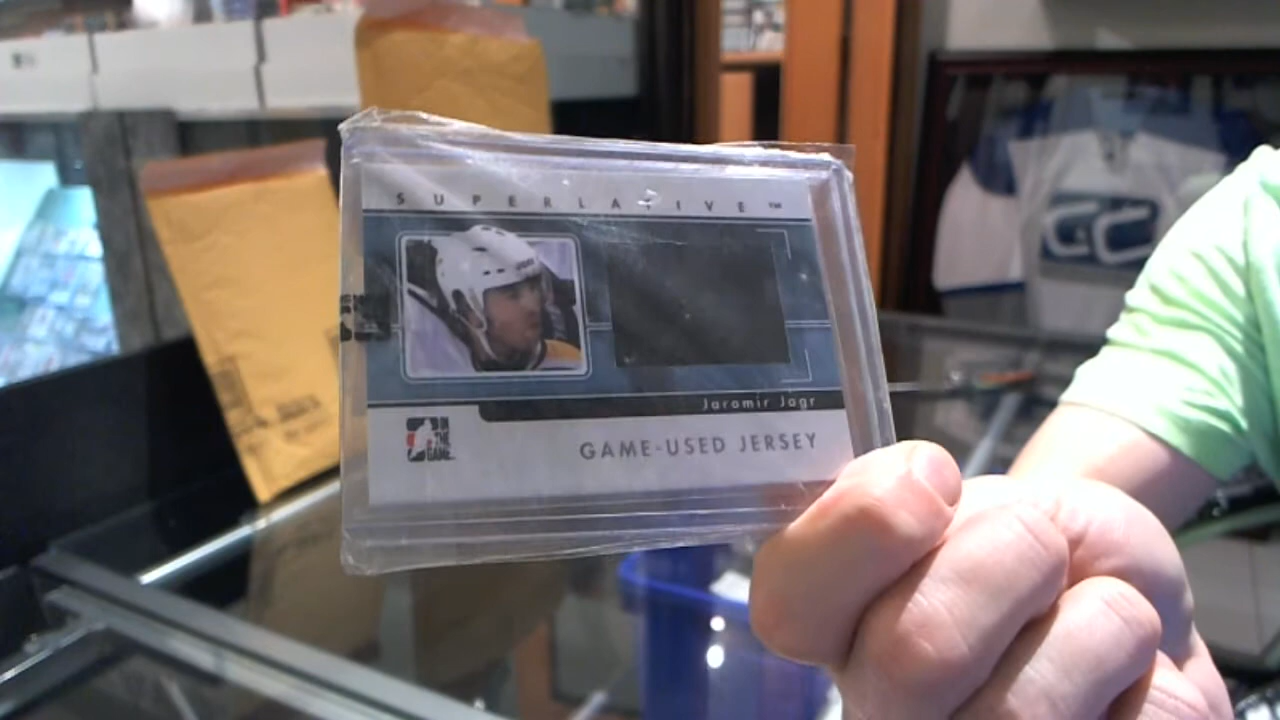 SUPERLATIVE™
Jaromir Jagr
IN
THE
GAME
GAME-USED JERSEY